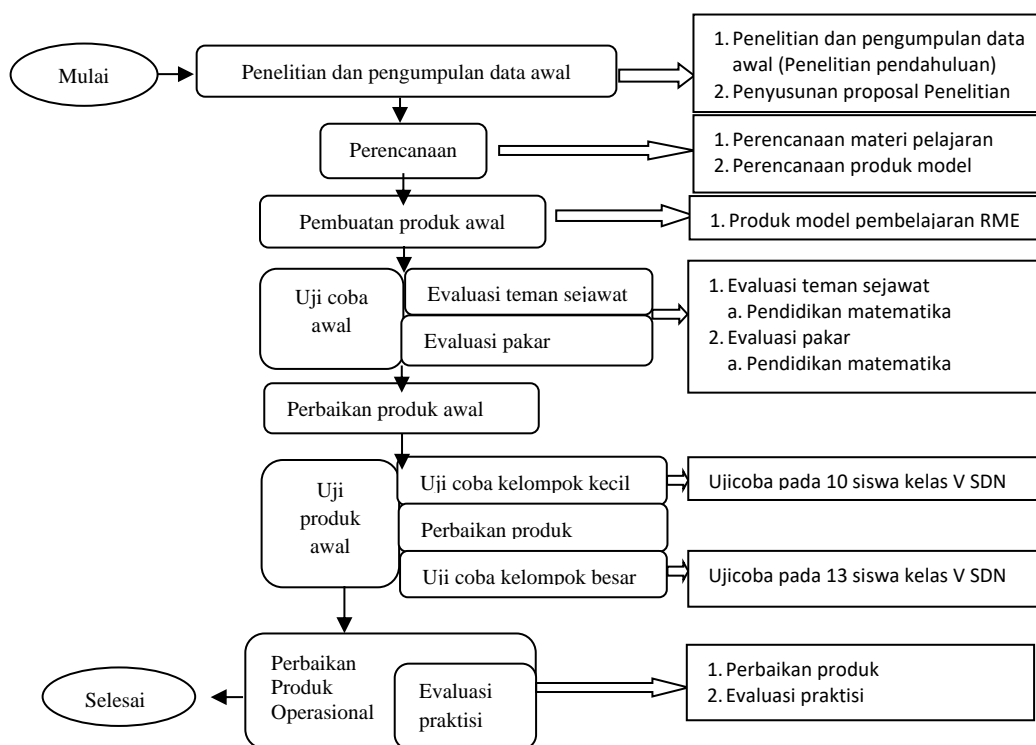 Mulai
Penelitian dan pengumpulan data awal
1. Penelitian dan pengumpulan data
awal (Penelitian pendahuluan)
2. Penyusunan proposal Penelitian
Perencanaan
1. Perencanaan materi pelajaran
2. Perencanaan produk model
Pembuatan produk awal
1. Produk model pembelajaran RME
Uji coba
awal
Evaluasi teman sejawat
Evaluasi pakar
1. Evaluasi teman sejawat
a. Pendidikan matematika
2. Evaluasi pakar
a. Pendidikan matematika
Perbaikan produk awal
Uji
produk
awal
Uji coba kelompok kecil
Ujicoba pada 10 siswa kelas V SDN
Perbaikan produk
Uji coba kelompok besar
Ujicoba pada 13 siswa kelas V SDN
Perbaikan
Produk
Operasional
Evaluasi
praktisi
1. Perbaikan produk
2. Evaluasi praktisi
Selesai